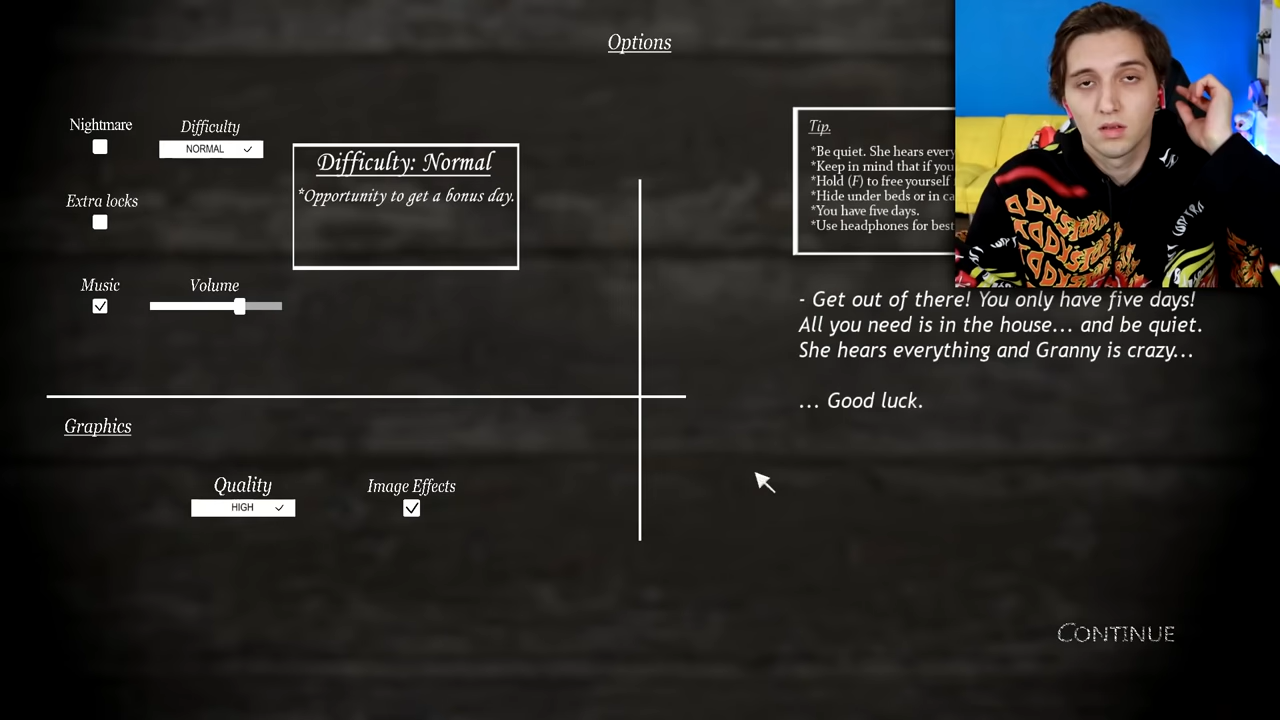 Options
Nightmare
Difficulty
NORMAL
Difficulty: Normal
*Opportunity to get a bonus day.
Extra locks
Music
Volume
Graphics
Quality
HIGH
Image Effects
Tip.
*Be quiet. She hears
*Keep in mind that if you
*Hold (F) to free yourself
*Hide under beds or in
*You have five days.
*Use headphones for best
- Get out of there! You only have five days!
All you need is in the house... and be quiet.
She hears everything and Granny is crazy...
... Good luck.
CONTINUE